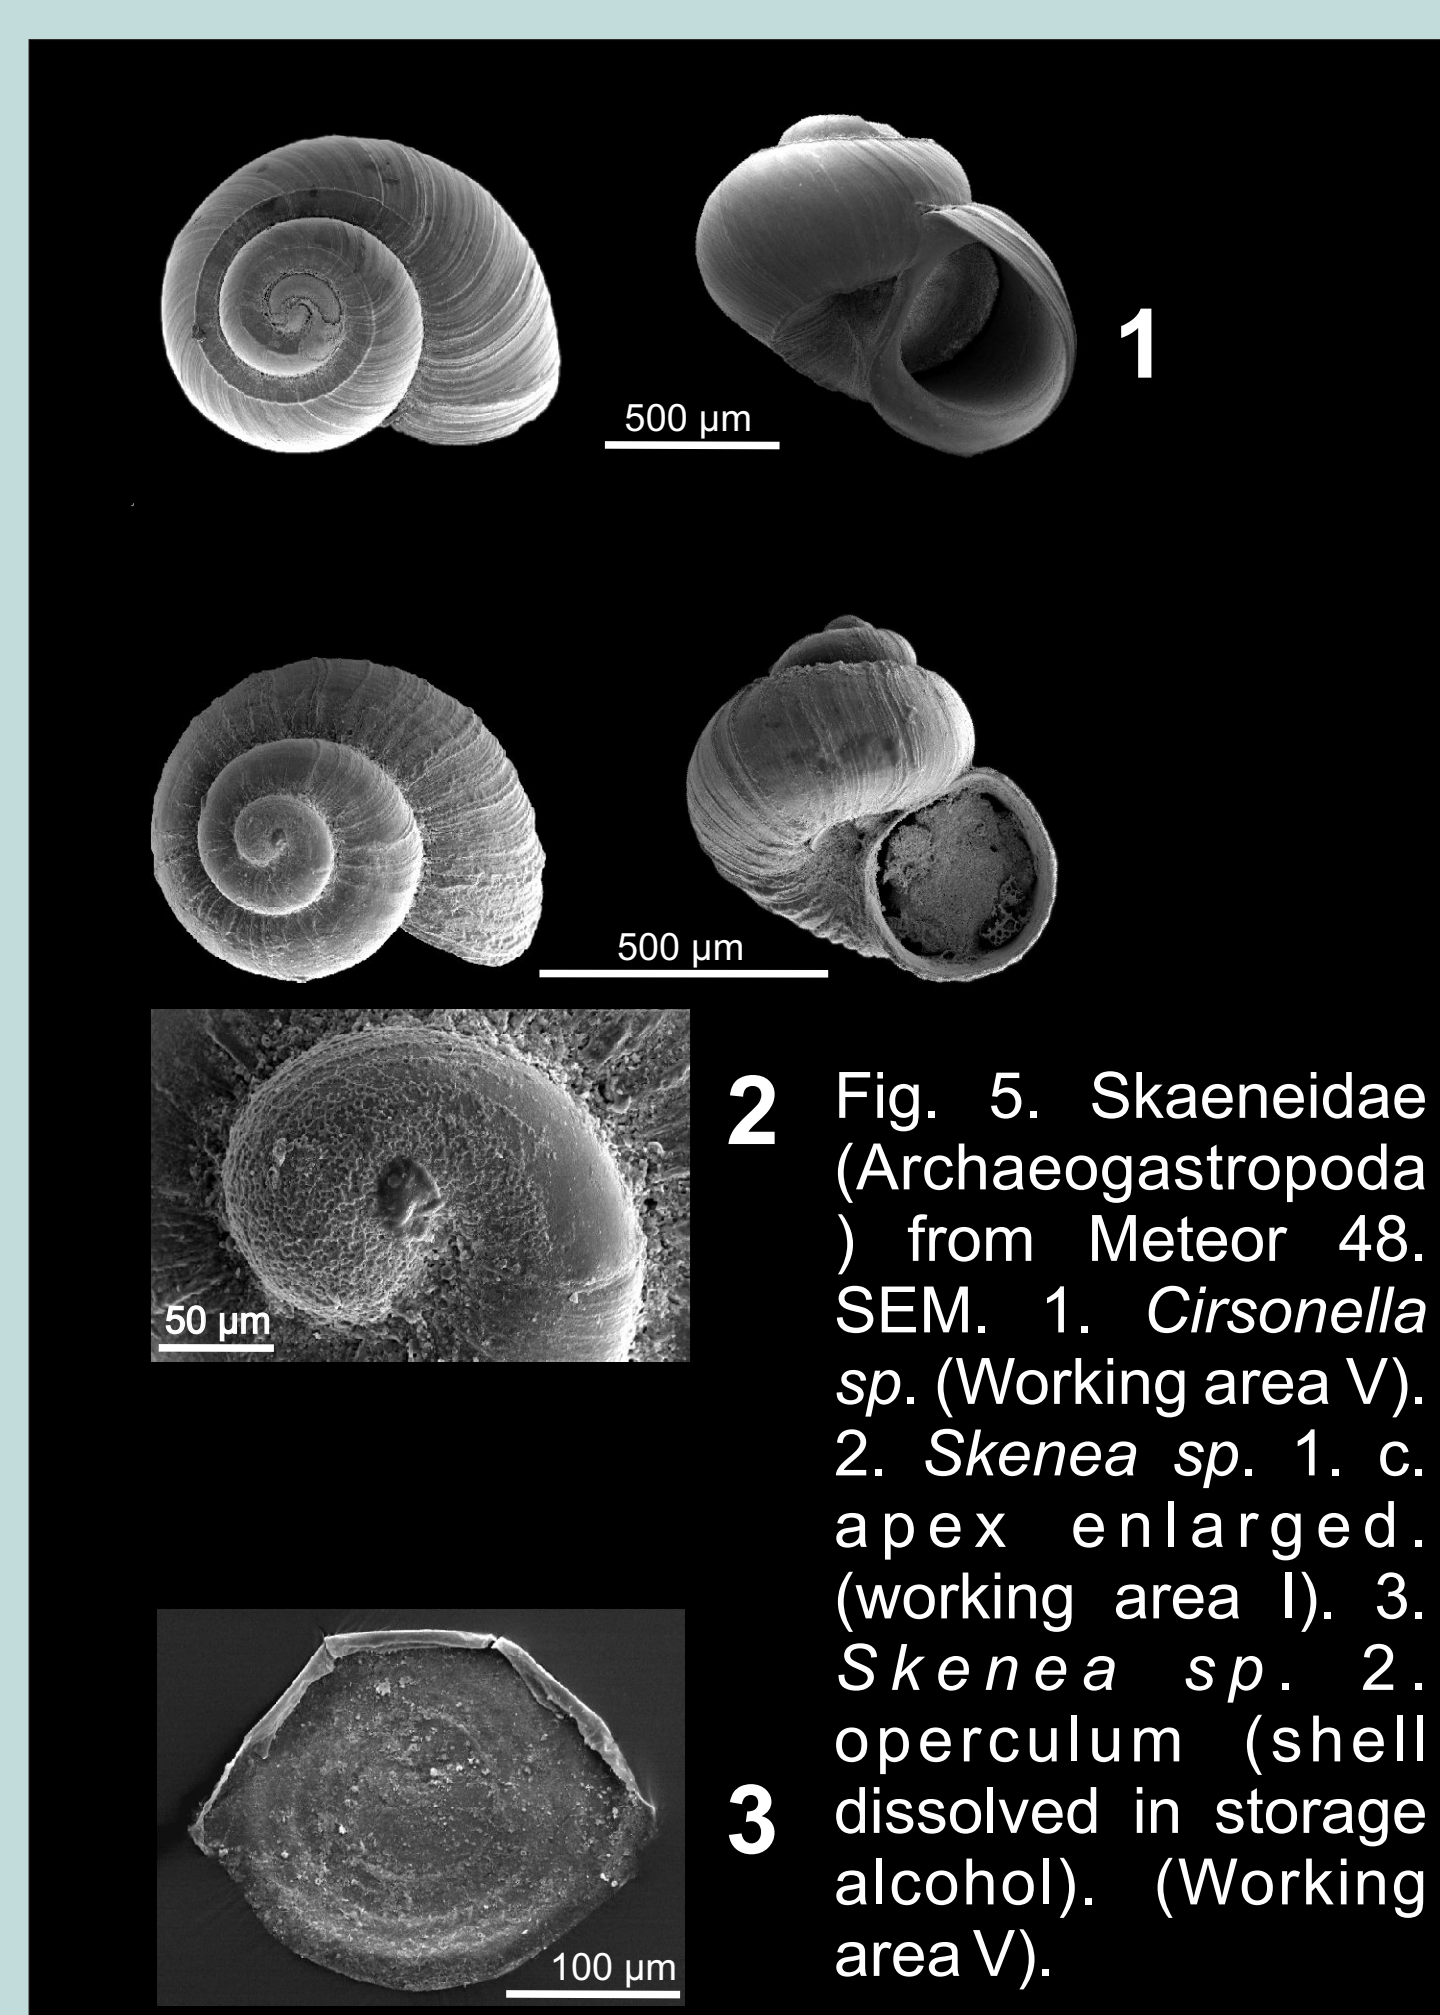 500 µm
1
500 µm
50 µm
2
Fig. 5. Skaeneidae
(Archaeogastropoda
) from Meteor 48.
SEM. 1. Cirsonella
sp. (Working area V).
2. Skenea sp. 1. c.
apex enlarged.
(working area I). 3.
Skenea sp. 2.
operculum (shell
dissolved in storage
alcohol). (Working
area V).
3
100 µm